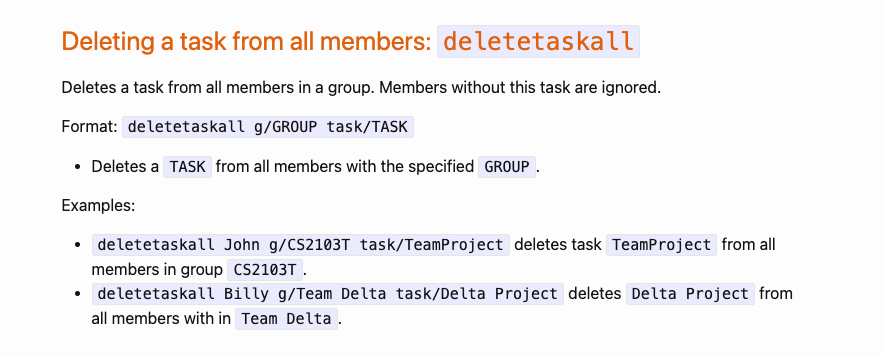 Deleting a task from all members: deletetaskall
Deletes a task from all members in a group. Members without this task are ignored.
Format: deletetaskall g/GROUP task/TASK
• Deletes a TASK from all members with the specified GROUP.
Examples:
• deletetaskall John g/CS2103T task/TeamProject deletes task TeamProject from all
members in group CS2103T.
• deletetaskall Billy g/Team Delta task/Delta Project deletes Delta Project from
all members with in Team Delta.